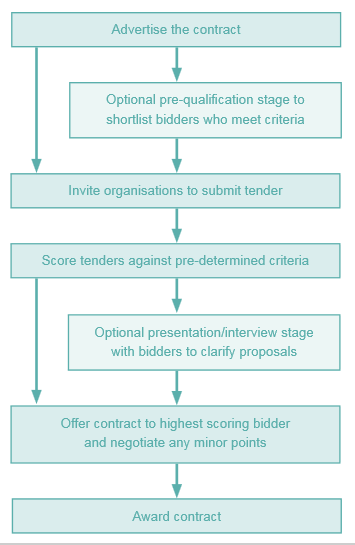 Advertise the contract
Optional pre-qualification stage to
shortlist bidders who meet criteria
Invite organisations to submit tender
Score tenders against pre-determined criteria
Optional presentation/interview stage
with bidders to clarify proposals
Offer contract to highest scoring bidder
and negotiate any minor points
Award contract